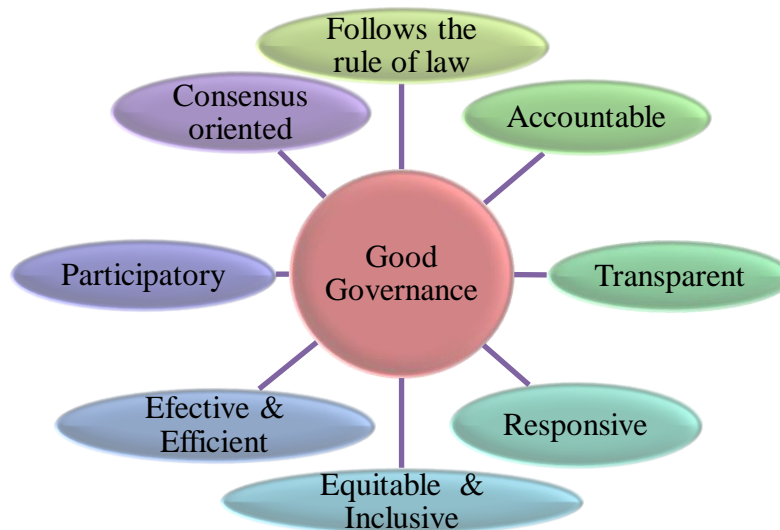 Follows the
rule of law
Consensus
oriented
Accountable
Good
Governance
Participatory
Transparent
Efective &
Efficient
Responsive
Equitable &
Inclusive